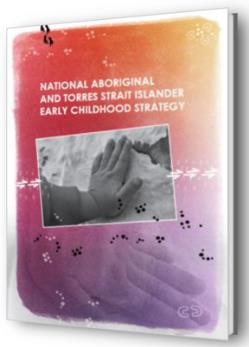 NATIONAL ABORIGINAL
AND TORRES STRAIT ISLANDER
EARLY CHILDHOOD STRATEGY